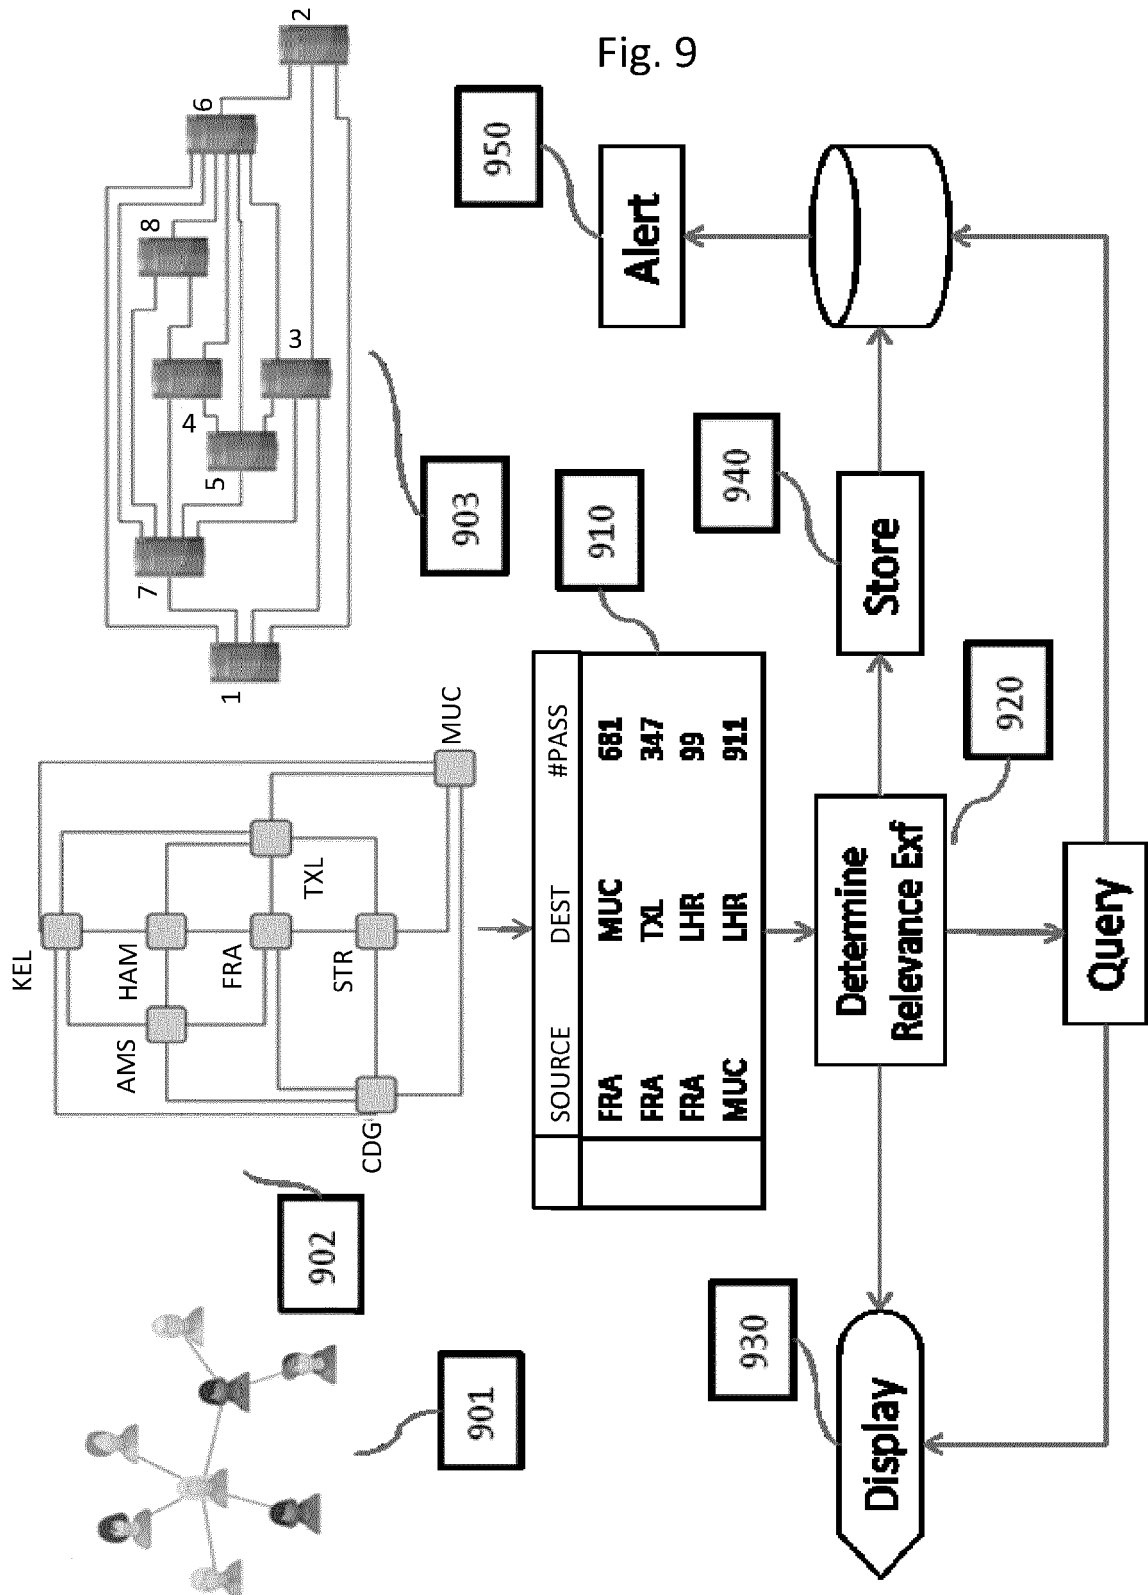 Fig. 9
901
902
903
KEL
AMS
HAM
FRA
TXL
STR
CDG
MUC
1
7
5
4
3
8
6
2
910
SOURCE DEST #PASS
FRA MUC 681
FRA TXL 347
FRA LHR 99
MUC LHR 911
Determine
Relevance Exf
920
Display
930
Store
940
Alert
950
Query